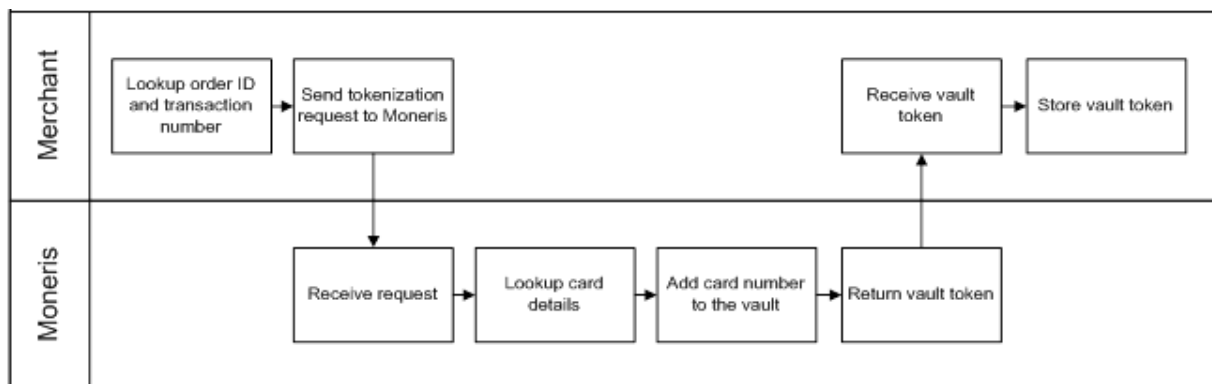 Merchant
Lookup order ID
and transaction
number
Send tokenization
request to Moneris
Receive vault
token
Store vault token
Moneris
Receive request
Lookup card
details
Add card number
to the vault
Return vault token